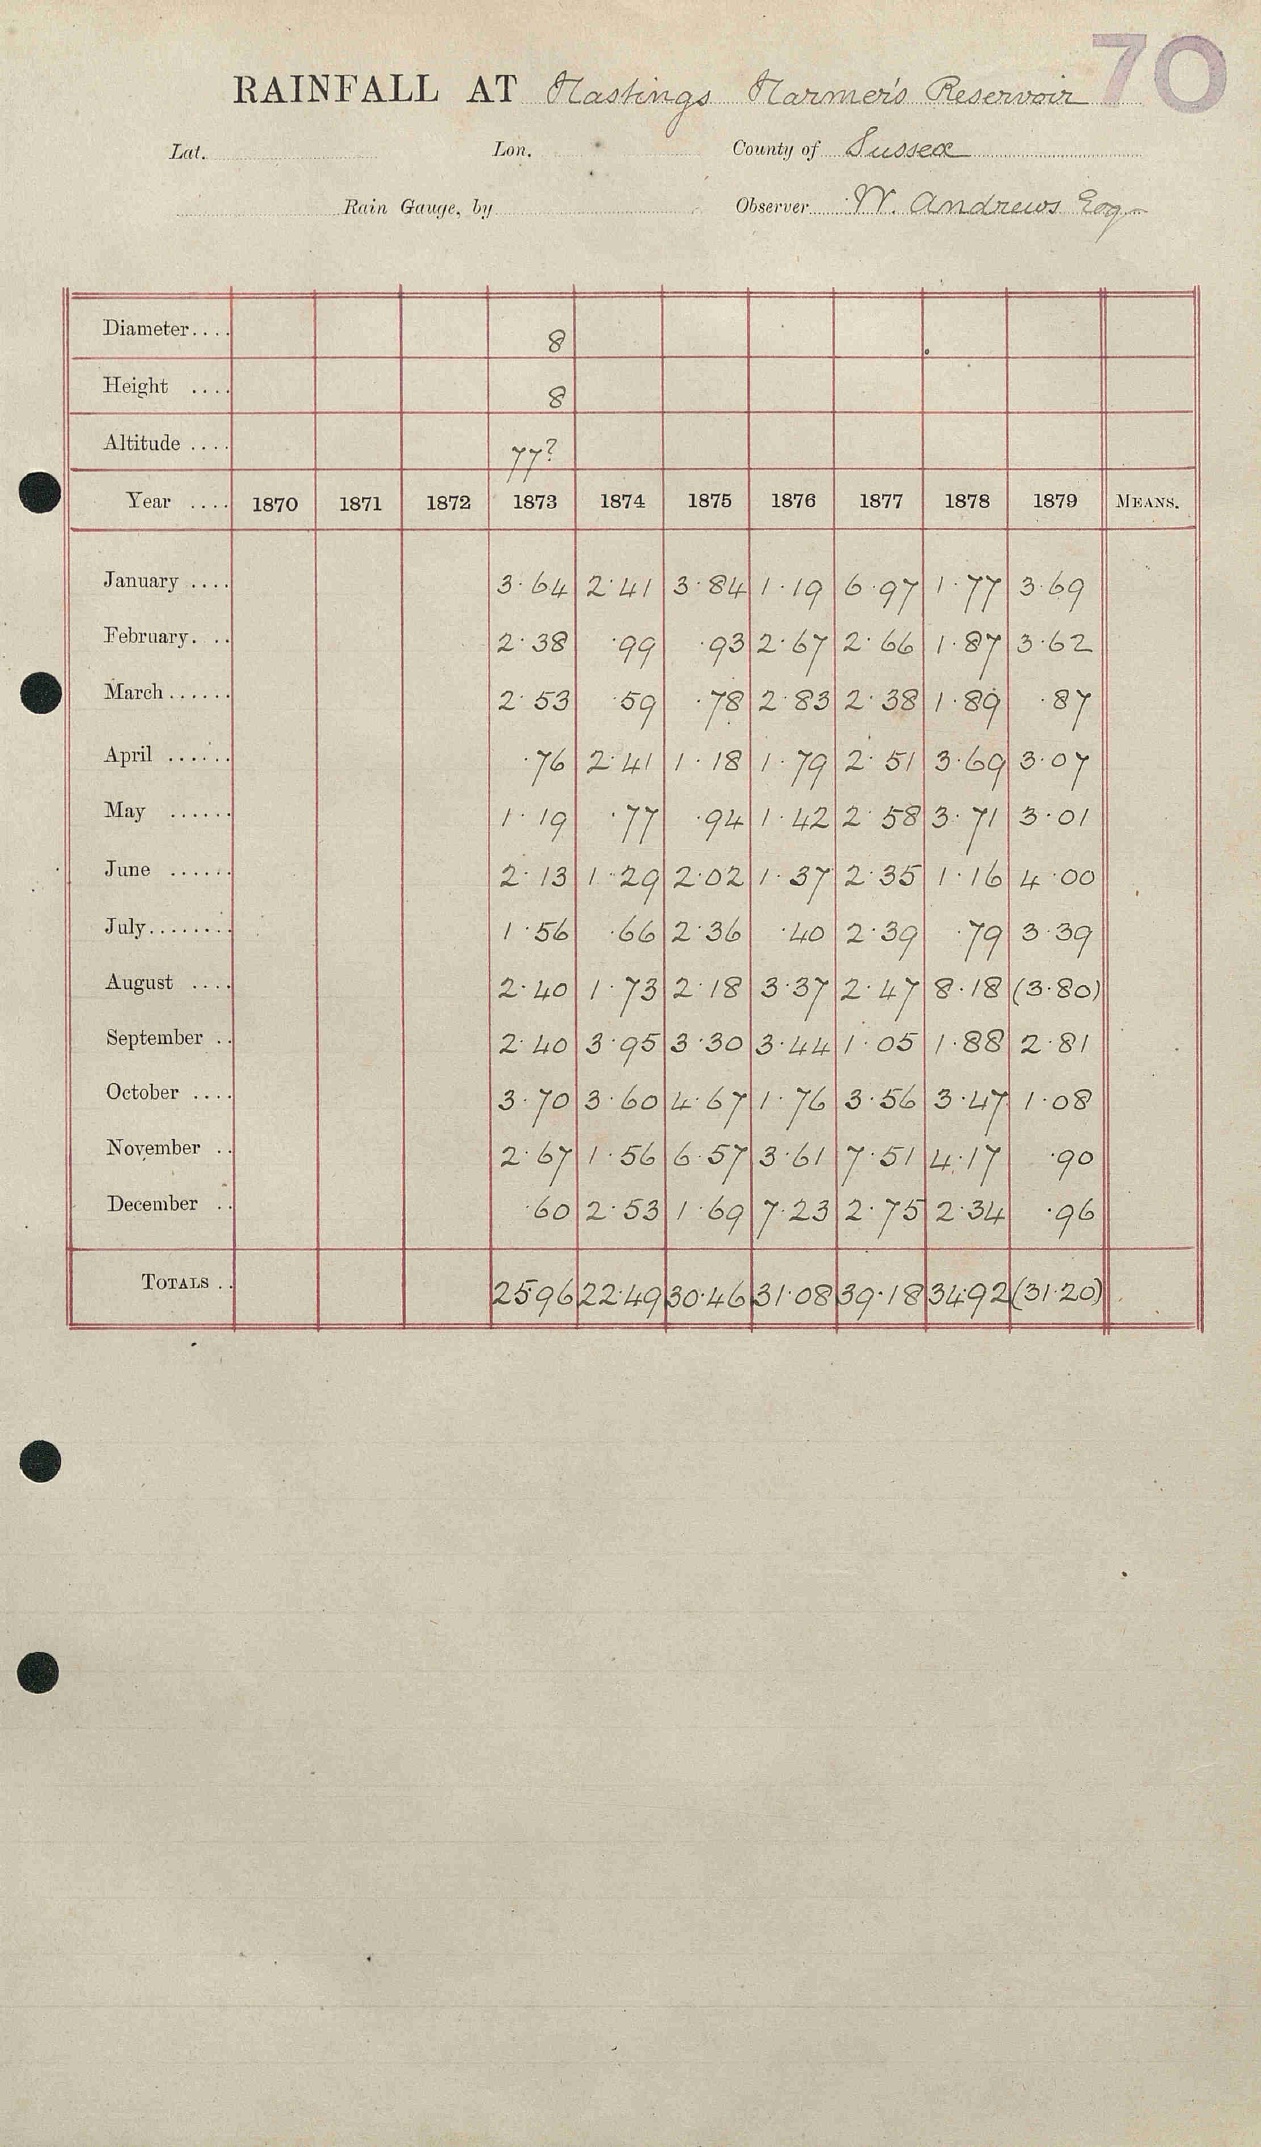 70
RAINFALL AT Hastings Harmer's Reservoir
Lat. Lon. County of Sussex
Rain Gauge, by Observer W. Andrews Esq
Diameter.... 8
Height .... 8
Altitude .... 77?
Year .... 1870 1871 1872 1873 1874 1875 1876 1877 1878 1879 MEANS.
January .... 3·64 2·41 3·84 1·19 6·97 1·77 3·69
February. .. 2·38 ·99 ·93 2·67 2·66 1·87 3·62
March...... 2·53 ·59 ·78 2·83 2·38 1·89 ·87
April ...... ·76 2·41 1·18 1·79 2·51 3·69 3·07
May ...... 1·19 ·77 ·94 1·42 2·58 3·71 3·01
June ...... 2·13 1·29 2·02 1·37 2·35 1·16 4·00
July........ 1·56 ·66 2·36 ·40 2·39 ·79 3·39
August .... 2·40 1·73 2·18 3·37 2·47 8·18 (3·80)
September .. 2·40 3·95 3·30 3·44 1·05 1·88 2·81
October .... 3·70 3·60 4·67 1·76 3·56 3·47 1·08
November .. 2·67 1·56 6·57 3·61 7·51 4·17 ·90
December .. ·60 2·53 1·69 7·23 2·75 2·34 ·96
TOTALS .. 25·96 22·49 30·46 31·08 39·18 34·92 (31·20)